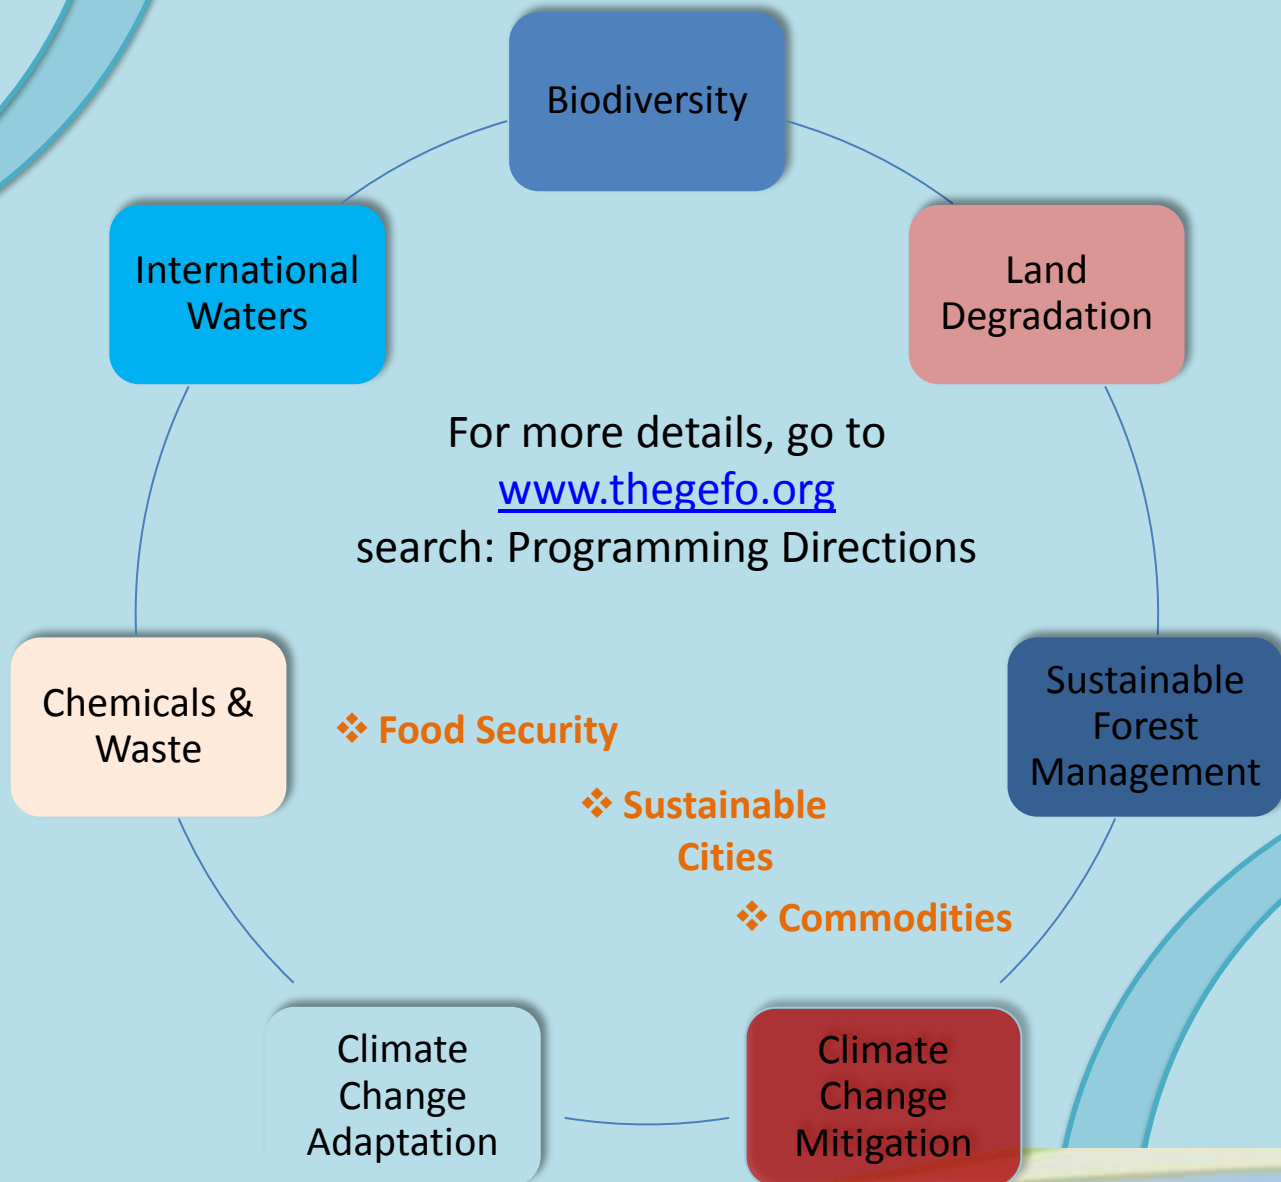 Biodiversity
International
Waters
Land
Degradation
For more details, go to
www.thegefo.org
search: Programming Directions
Chemicals &
Waste
Sustainable
Forest
Management
❖ Food Security
❖ Sustainable
Cities
❖ Commodities
Climate
Change
Adaptation
Climate
Change
Mitigation